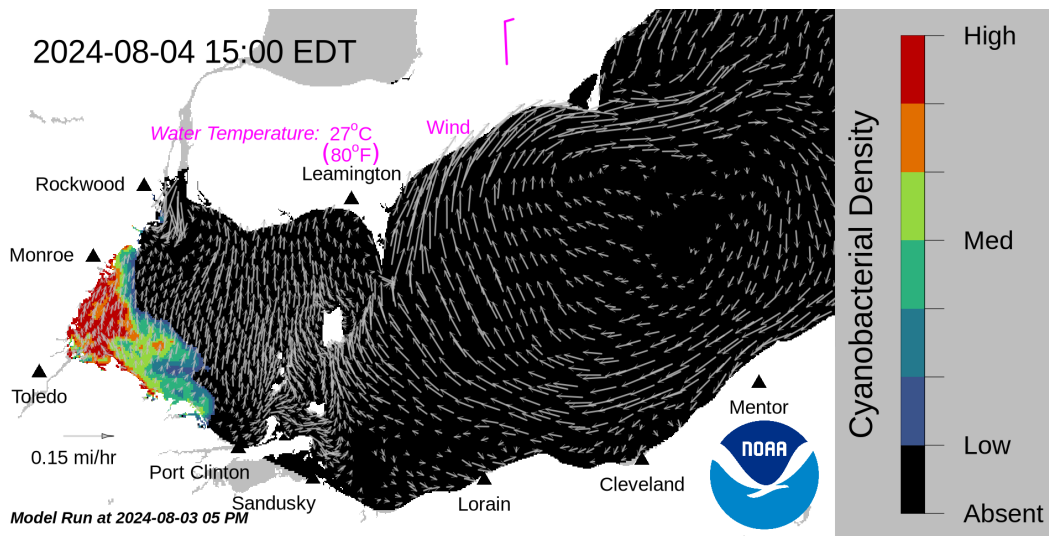 2024-08-04 15:00 EDT
Water Temperature: 27°C
(80°F)
Wind
Leamington
Rockwood
Monroe
Toledo
0.15 mi/hr
Port Clinton
Sandusky
Lorain
Cleveland
Mentor
NOAA
Model Run at 2024-08-03 05 PM
Cyanobacterial Density
High
Med
Low
Absent